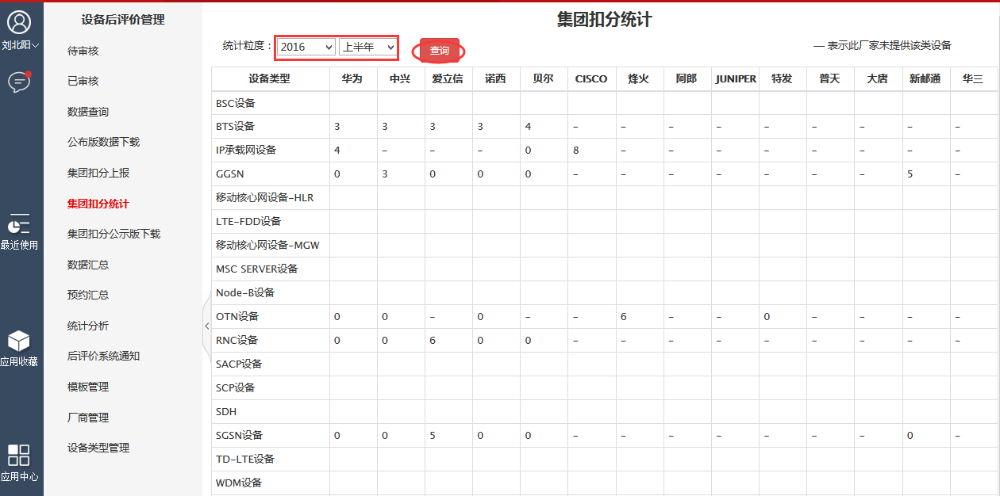 刘北阳
最近使用
应用收藏
应用中心
设备后评价管理
待审核
已审核
数据查询
公布版数据下载
集团扣分上报
集团扣分统计
集团扣分公示版下载
数据汇总
预约汇总
统计分析
后评价系统通知
模板管理
厂商管理
设备类型管理
集团扣分统计
统计粒度： 2016 上半年 查询 — 表示此厂家未提供该类设备
设备类型 华为 中兴 爱立信 诺西 贝尔 CISCO 烽火 阿郎 JUNIPER 特发 普天 大唐 新邮通 华三
BSC设备
BTS设备 3 3 3 3 4 – – – – – – – – –
IP承载网设备 4 – – – 0 8 – – – – – – – –
GGSN 0 3 0 0 0 – – – – – – – 5 –
移动核心网设备–HLR
LTE–FDD设备
移动核心网设备–MGW
MSC SERVER设备
Node–B设备
OTN设备 0 0 – 0 – – 6 – – 0 – – – –
RNC设备 0 0 6 0 0 – – – – – – – – –
SACP设备
SCP设备
SDH
SGSN设备 0 0 5 0 0 – – – – – – – 0 –
TD–LTE设备
WDM设备